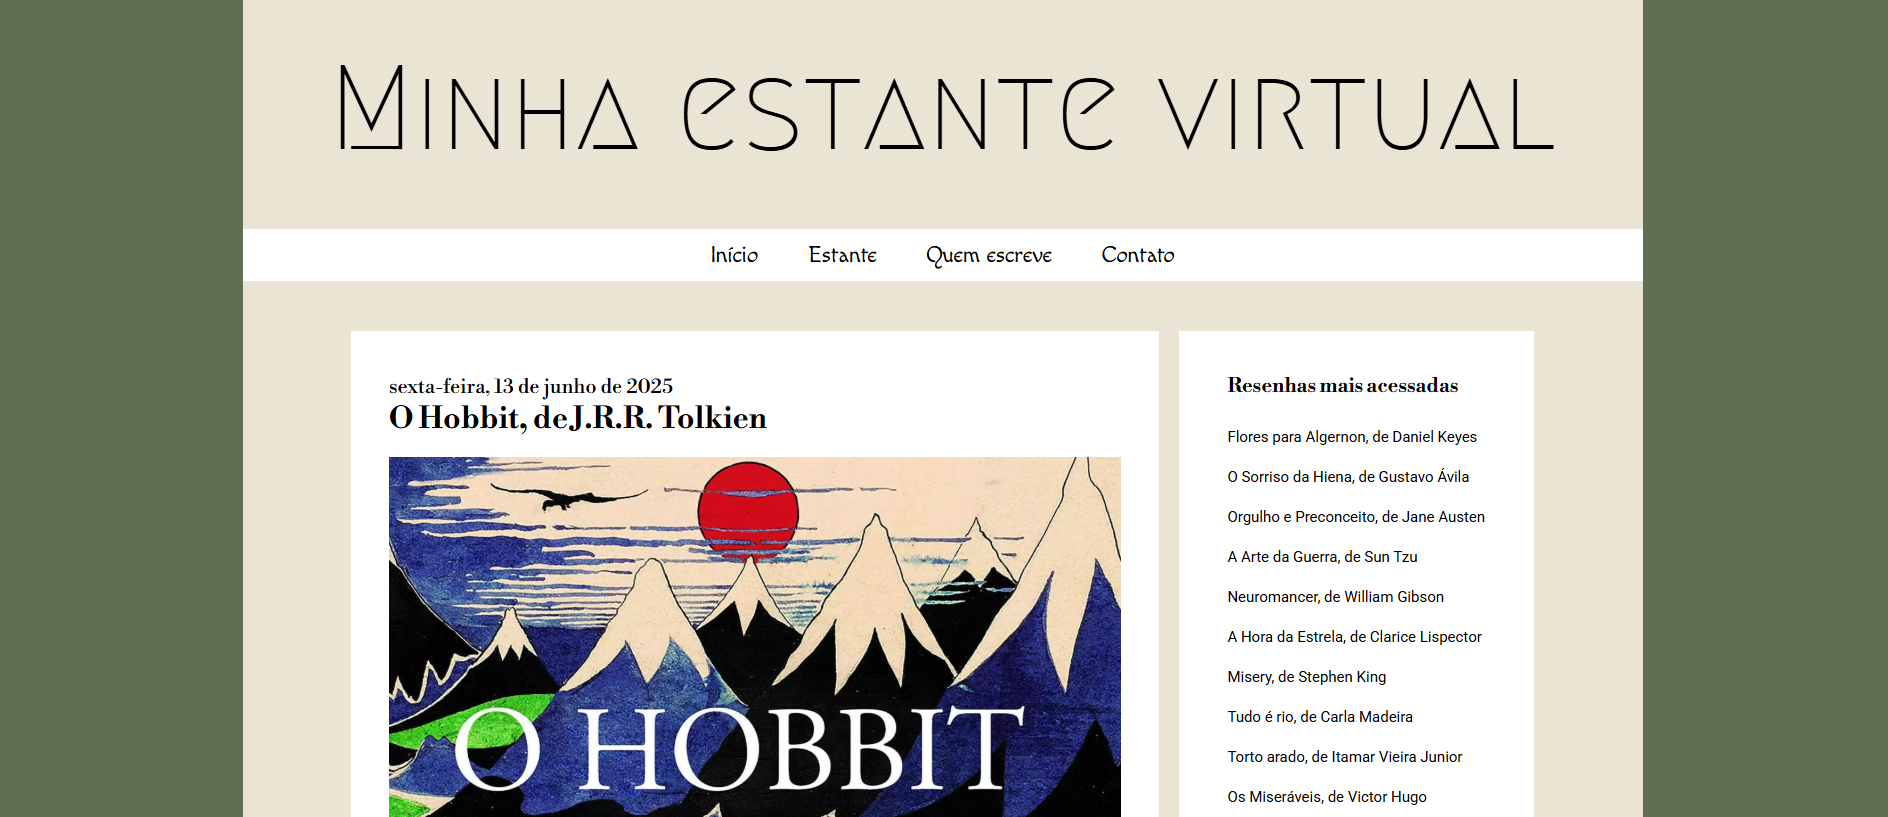 Minha estante virtual
Início Estante Quem escreve Contato
sexta-feira, 13 de junho de 2025
O Hobbit, deJ.R.R. Tolkien
O HOBBIT
Resenhas mais acessadas
Flores para Algernon, de Daniel Keyes
O Sorriso da Hiena, de Gustavo Ávila
Orgulho e Preconceito, de Jane Austen
A Arte da Guerra, de Sun Tzu
Neuromancer, de William Gibson
A Hora da Estrela, de Clarice Lispector
Misery, de Stephen King
Tudo é rio, de Carla Madeira
Torto arado, de Itamar Vieira Junior
Os Miseráveis, de Victor Hugo